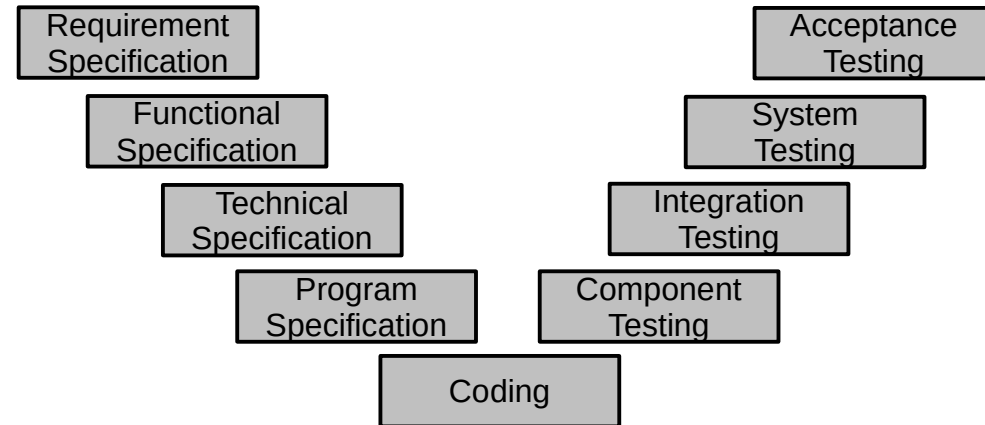 Requirement
Specification
Acceptance
Testing
Functional
Specification
System
Testing
Technical
Specification
Integration
Testing
Program
Specification
Component
Testing
Coding